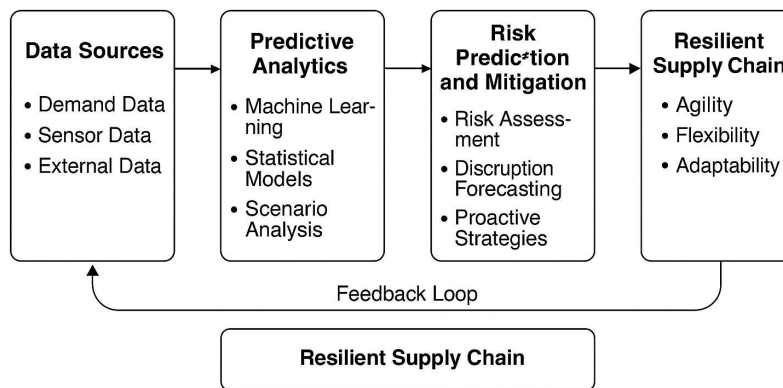 Data Sources
• Demand Data
• Sensor Data
• External Data
Predictive
Analytics
• Machine Lear-
ning
• Statistical
Models
• Scenario
Analysis
Risk
Prediction
and Mitigation
• Risk Assess-
ment
• Discruption
Forecasting
• Proactive
Strategies
Resilient
Supply Chain
• Agility
• Flexibility
• Adaptability
Feedback Loop
Resilient Supply Chain